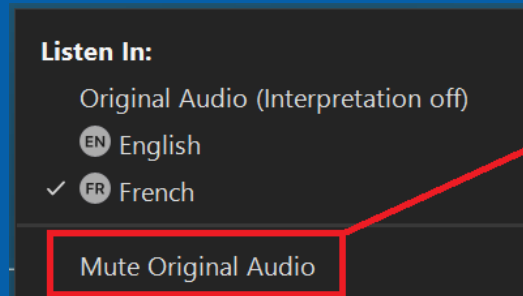 Listen In:
Original Audio (Interpretation off)
EN English
FR French
Mute Original Audio